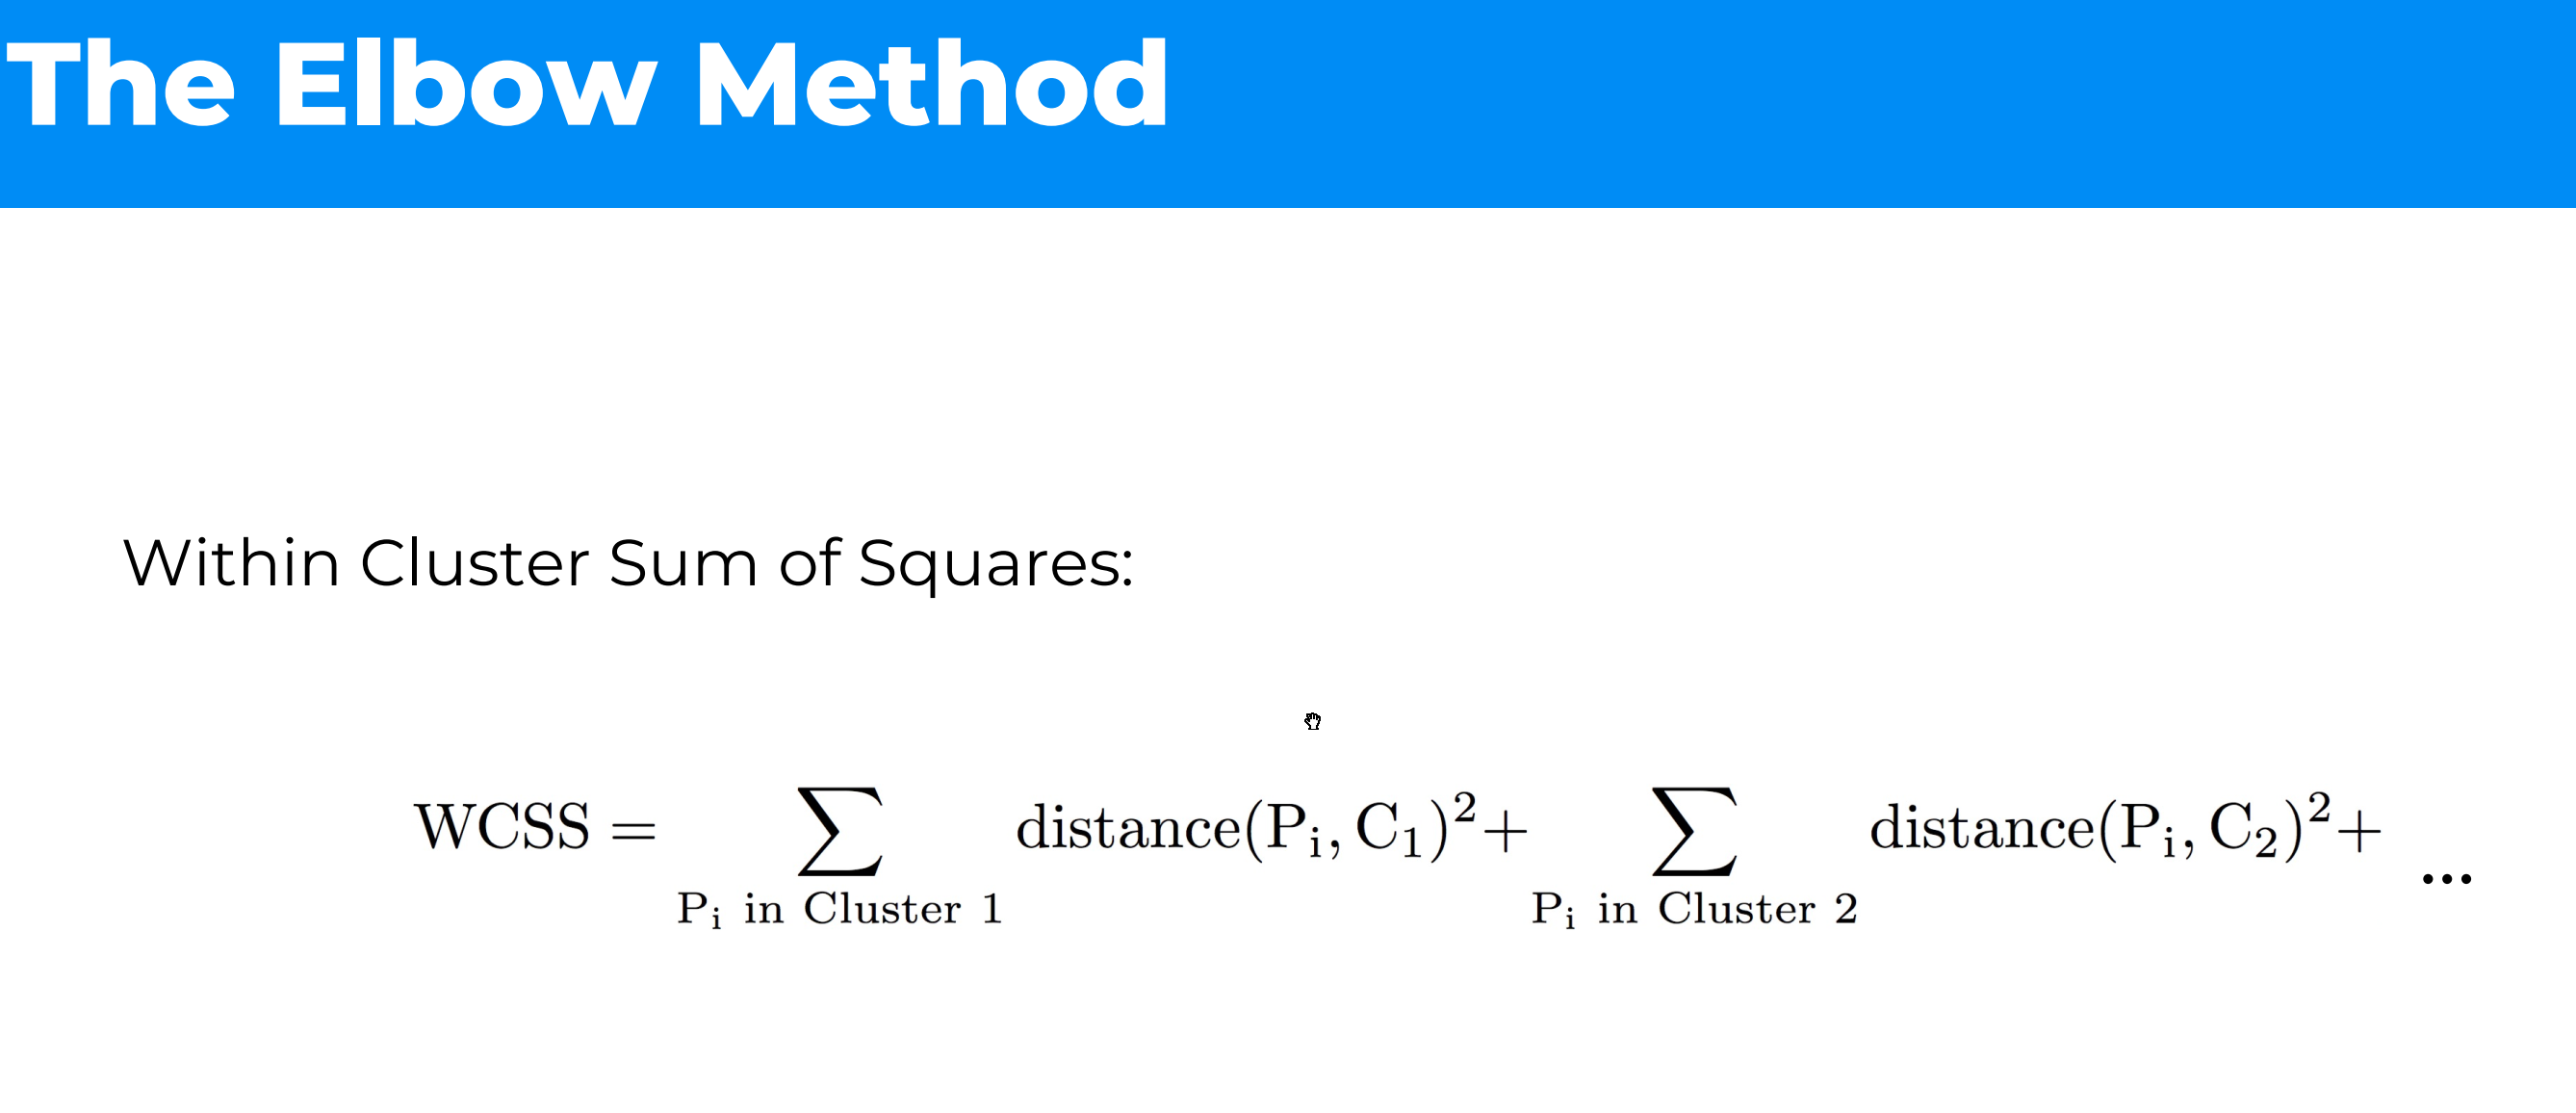 The Elbow Method
Within Cluster Sum of Squares:
WCSS = ∑ distance(Pᵢ, C₁)² + ∑ distance(Pᵢ, C₂)² + ...
Pᵢ in Cluster 1 Pᵢ in Cluster 2